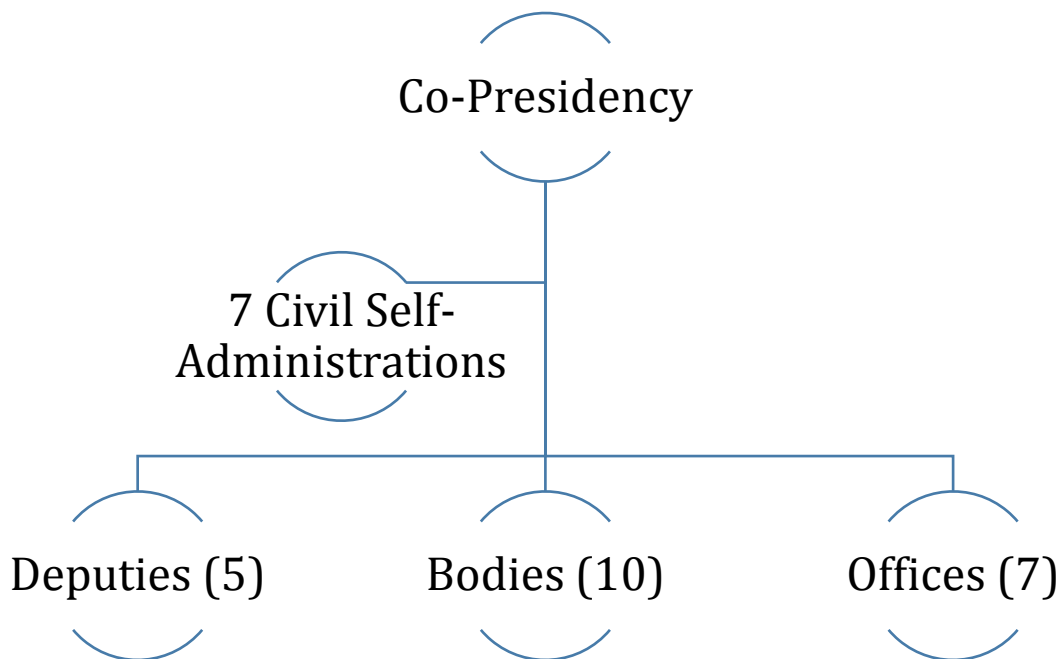 Co-Presidency
7 Civil Self-
Administrations
Deputies (5)
Bodies (10)
Offices (7)